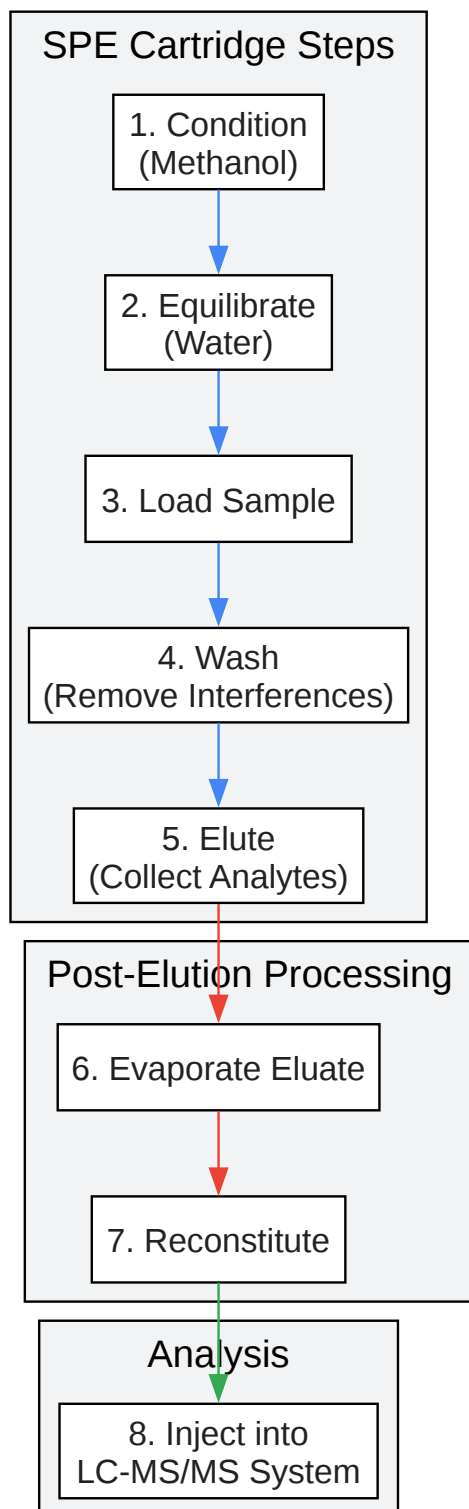 SPE Cartridge Steps
1. Condition
(Methanol)
2. Equilibrate
(Water)
3. Load Sample
4. Wash
(Remove Interferences)
5. Elute
(Collect Analytes)
Post-Elution Processing
6. Evaporate Eluate
7. Reconstitute
Analysis
8. Inject into
LC-MS/MS System